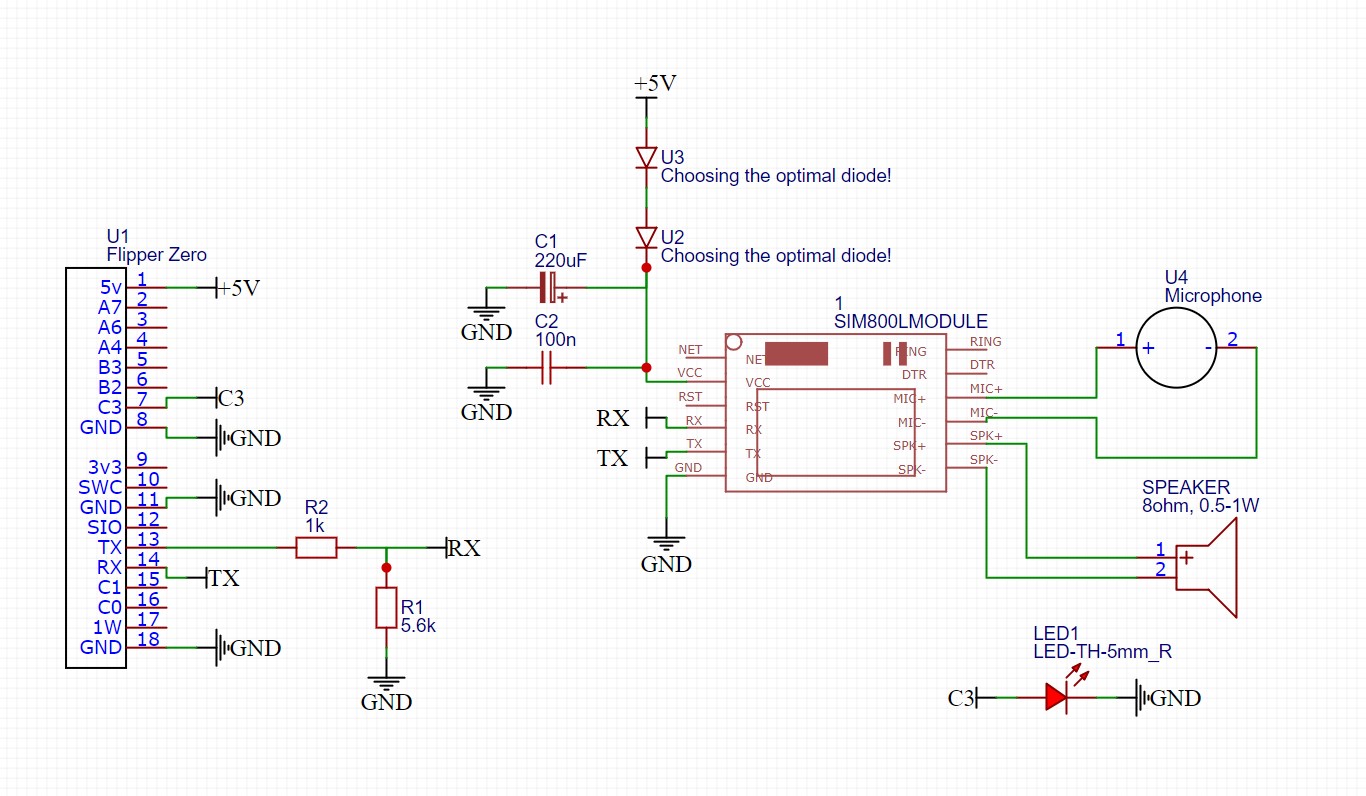 +5V
U3
Choosing the optimal diode!
U2
Choosing the optimal diode!
C1
220uF
+
GND
C2
100n
GND
U1
Flipper Zero
5v 1 +5V
A7 2
A6 3
A4 4
B3 5
B2 6
C3 7 C3
GND 8 GND
3v3 9
SWC 10
GND 11 GND
SIO 12
TX 13
RX 14 TX
C1 15
C0 16
1W 17
GND 18 GND
R2
1k
RX
R1
5.6k
GND
1
SIM800LMODULE
NET NET
VCC VCC
RST RST
RX RX RX
TX TX TX
GND GND
GND
RING RING
DTR DTR
MIC+ MIC+
MIC- MIC-
SPK+ SPK+
SPK- SPK-
U4
Microphone
1 + - 2
SPEAKER
8ohm, 0.5-1W
1 +
2
LED1
LED-TH-5mm_R
C3 GND